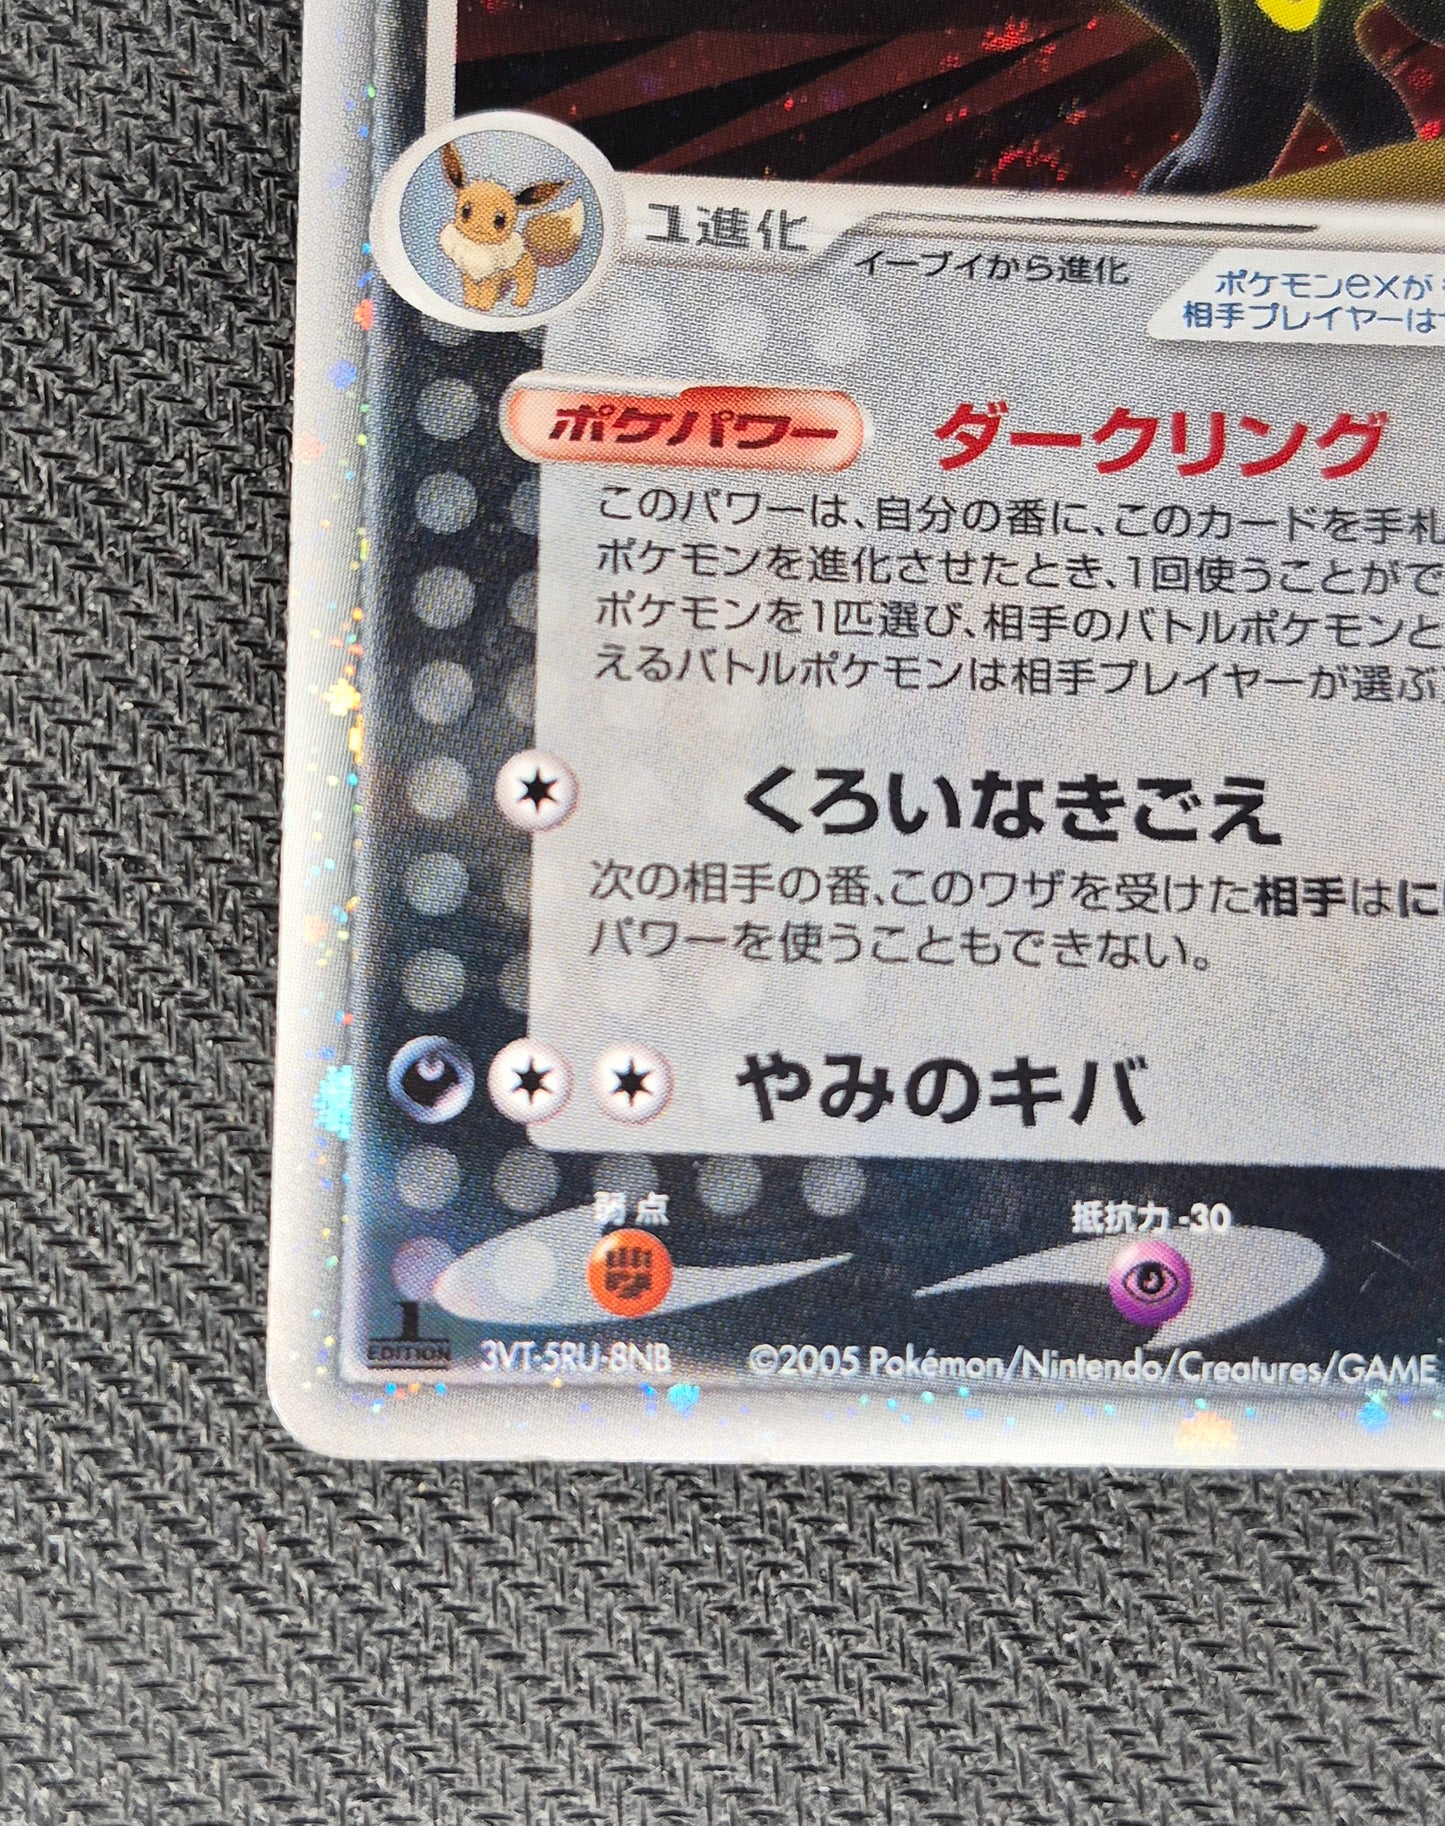 1進化
イーブイから進化
ポケモンexが
相手プレイヤーは
ポケパワー ダークリング
このパワーは、自分の番に、このカードを手札
ポケモンを進化させたとき、1回使うことがで
ポケモンを1匹選び、相手のバトルポケモンと
えるバトルポケモンは相手プレイヤーが選ぶ
くろいなきごえ
次の相手の番、このワザを受けた相手はに
パワーを使うこともできない。
やみのキバ
弱点 抵抗力 -30
1 EDITION 3VT-5RU-8NB ©2005 Pokémon/Nintendo/Creatures/GAME